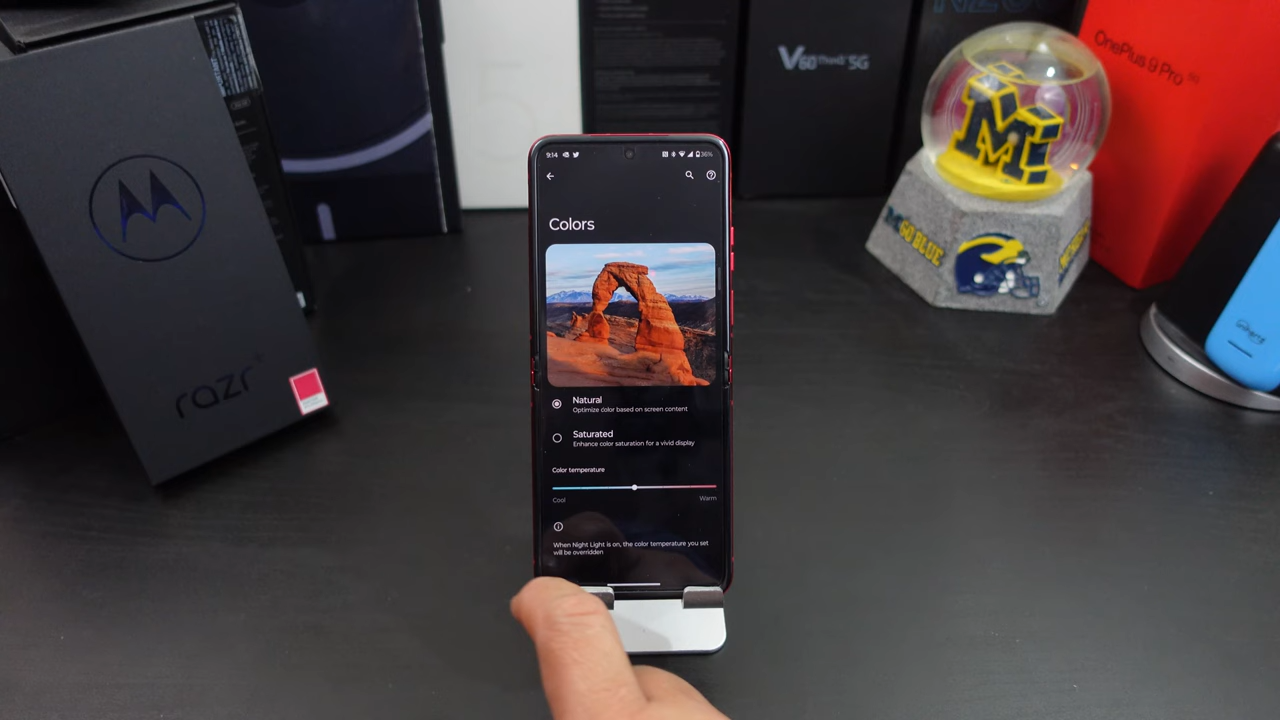 razr
V60 ThinQ 5G
OnePlus 9 Pro 5G
M
GO BLUE
9:14
36%
Colors
Natural
Optimize color based on screen content
Saturated
Enhance color saturation for a vivid display
Color temperature
Cool
Warm
When Night Light is on, the color temperature you set
will be overridden